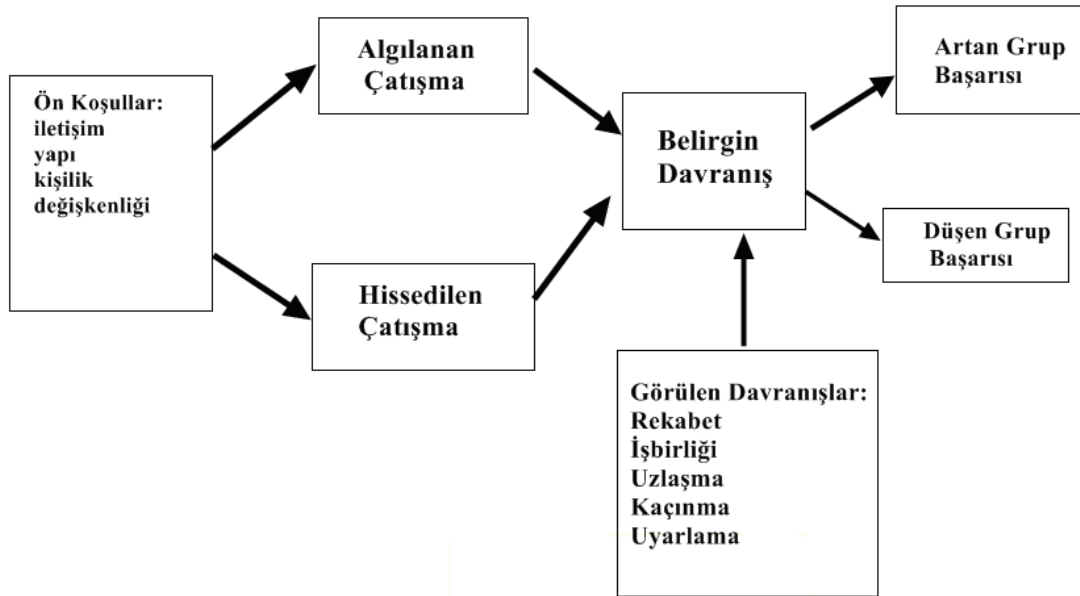 Ön Koşullar:
iletişim
yapı
kişilik
değişkenliği
Algılanan
Çatışma
Hissedilen
Çatışma
Belirgin
Davranış
Artan Grup
Başarısı
Düşen Grup
Başarısı
Görülen Davranışlar:
Rekabet
İşbirliği
Uzlaşma
Kaçınma
Uyarlama